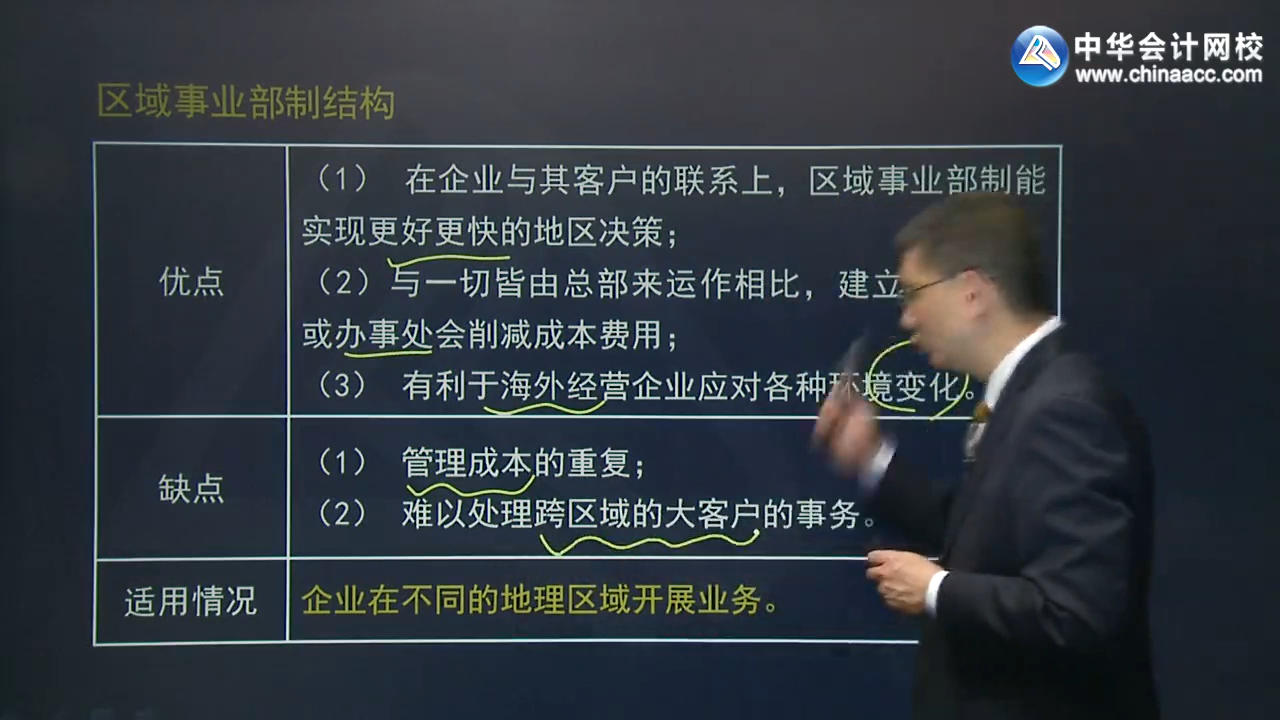 中华会计网校
www.chinaacc.com
区域事业部制结构
优点
（1） 在企业与其客户的联系上，区域事业部制能
实现更好更快的地区决策；
（2）与一切皆由总部来运作相比，建立
或办事处会削减成本费用；
（3） 有利于海外经营企业应对各种环境变化。
缺点
（1） 管理成本的重复；
（2） 难以处理跨区域的大客户的事务。
适用情况
企业在不同的地理区域开展业务。